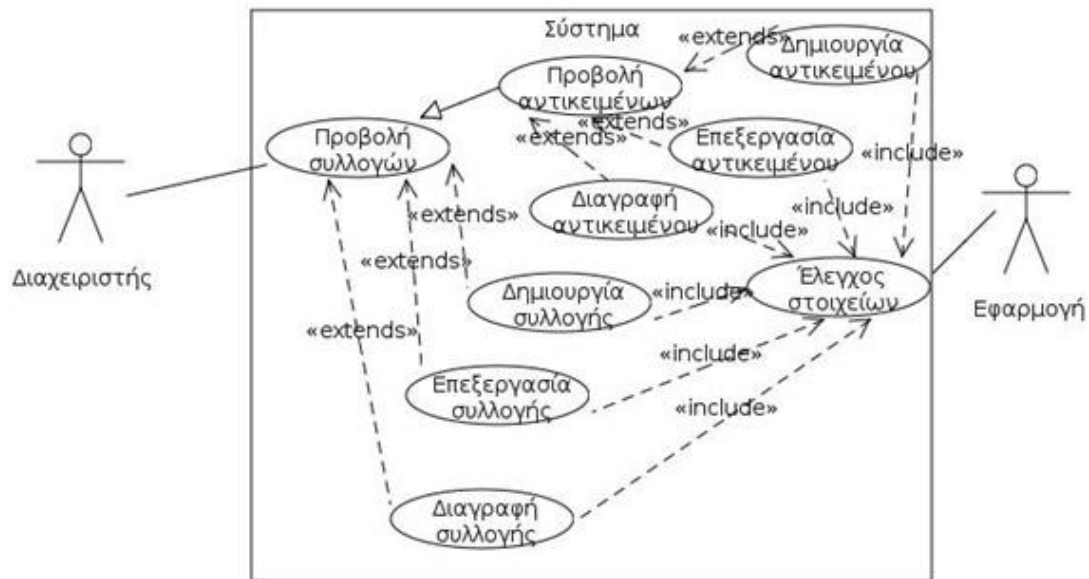 Σύστημα
«extends»
Δημιουργία
αντικειμένου
Προβολή
αντικειμένων
«extends»
«extends»
Επεξεργασία
αντικειμένου
«include»
Προβολή
συλλογών
Διαγραφή
αντικειμένου
«include»
«include»
«extends»
Διαχειριστής
«extends»
Έλεγχος
στοιχείων
Εφαρμογή
Δημιουργία
συλλογής
«include»
«extends»
«include»
Επεξεργασία
συλλογής
«include»
Διαγραφή
συλλογής